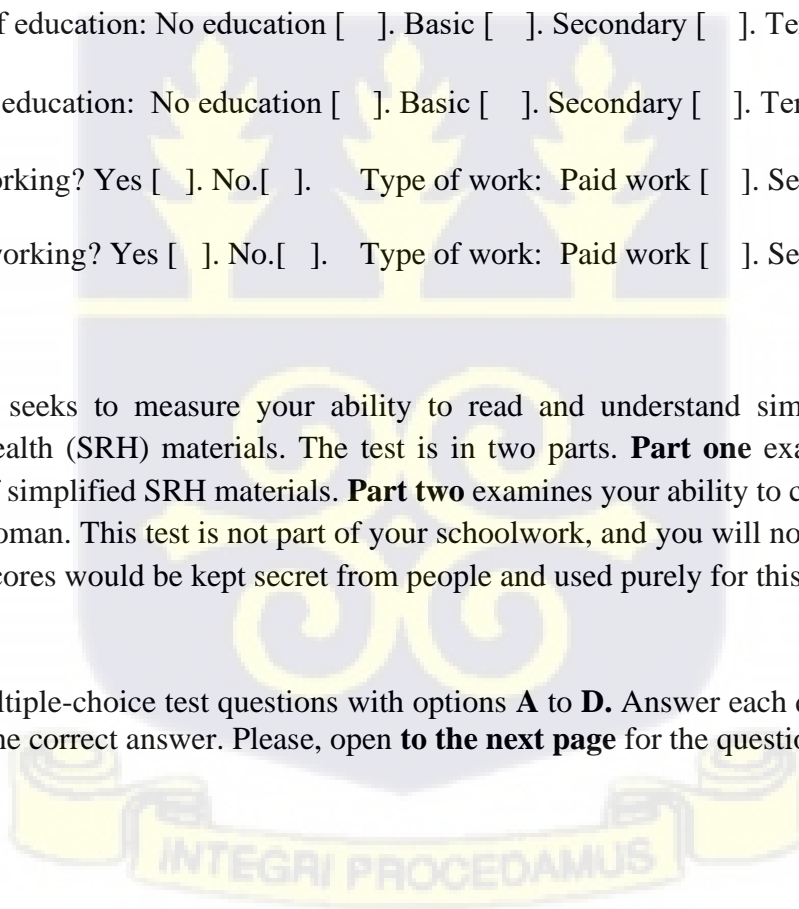 f education: No education [ ]. Basic [ ]. Secondary [ ]. Te
education: No education [ ]. Basic [ ]. Secondary [ ]. Ter
rking? Yes [ ]. No.[ ]. Type of work: Paid work [ ]. Se
orking? Yes [ ]. No.[ ]. Type of work: Paid work [ ]. Se
seeks to measure your ability to read and understand sim
ealth (SRH) materials. The test is in two parts. Part one exa
f simplified SRH materials. Part two examines your ability to c
oman. This test is not part of your schoolwork, and you will no
cores would be kept secret from people and used purely for this
ltiple-choice test questions with options A to D. Answer each
he correct answer. Please, open to the next page for the questio
INTEGRI PROCEDAMUS